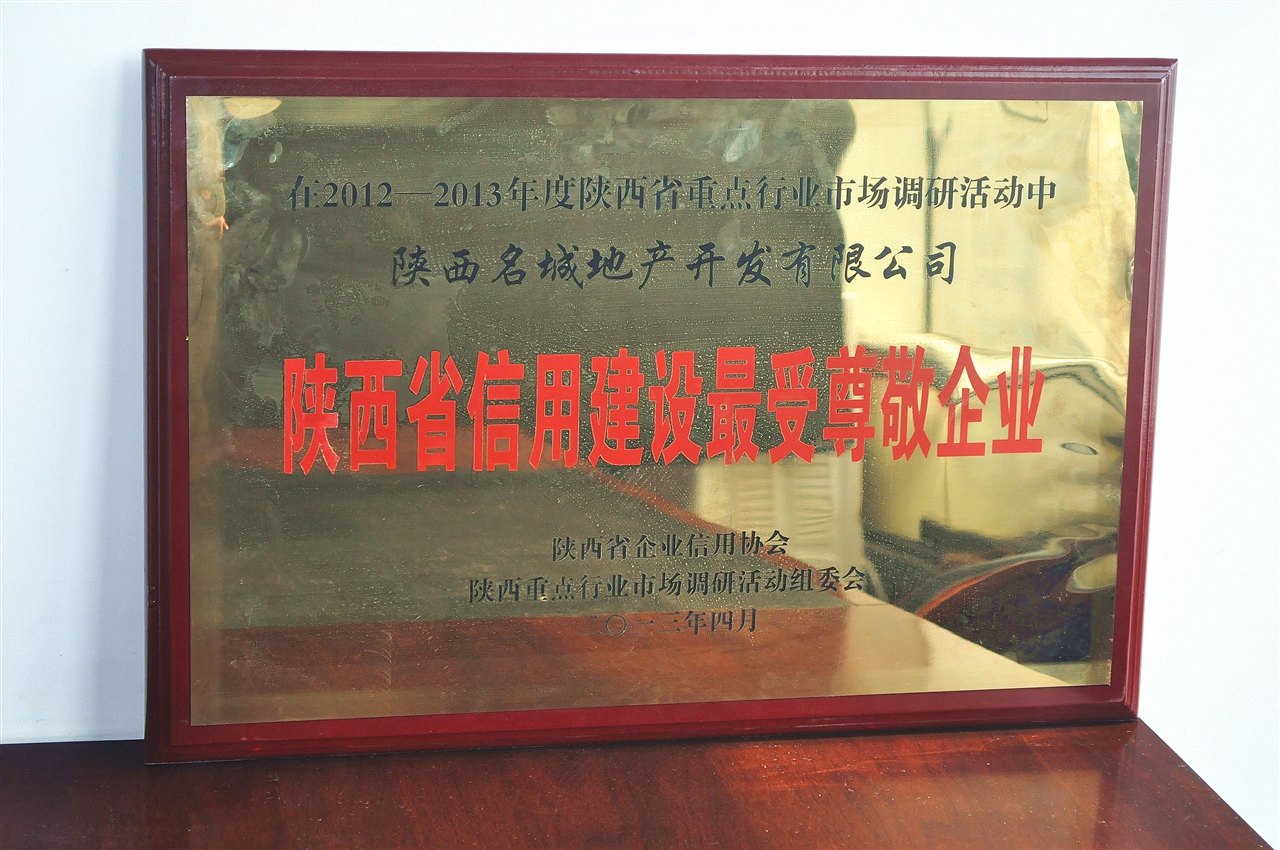 在2012—2013年度陕西省重点行业市场调研活动中
陕西名城地产开发有限公司
陕西省信用建设最受尊敬企业
陕西省企业信用协会
陕西重点行业市场调研活动组委会
二〇一三年四月